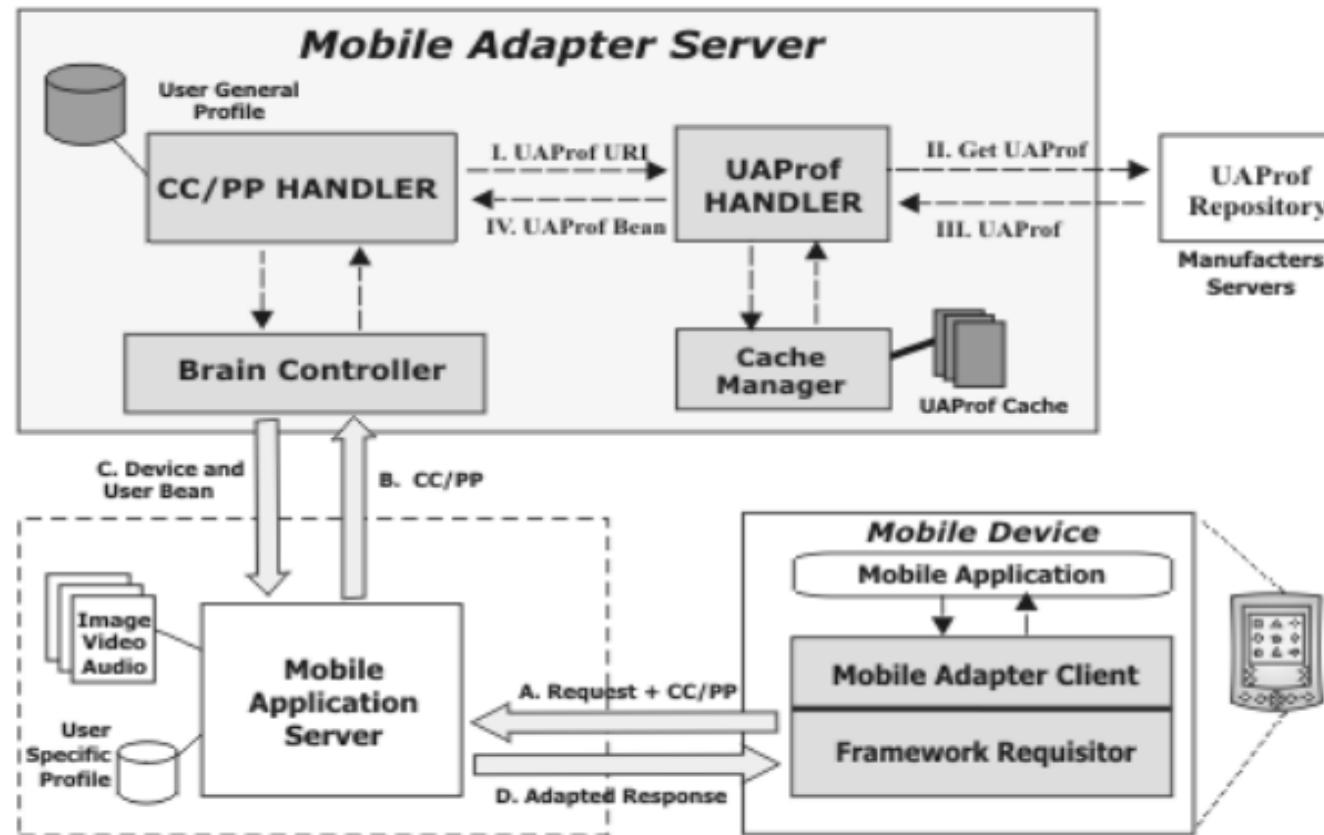 Mobile Adapter Server
User General
Profile
CC/PP HANDLER
I. UAProf URI
IV. UAProf Bean
UAProf
HANDLER
II. Get UAProf
III. UAProf
UAProf
Repository
Manufacters
Servers
Brain Controller
Cache
Manager
UAProf Cache
C. Device and
User Bean
B. CC/PP
Image
Video
Audio
User
Specific
Profile
Mobile
Application
Server
A. Request + CC/PP
D. Adapted Response
Mobile Device
Mobile Application
Mobile Adapter Client
Framework Requisitor